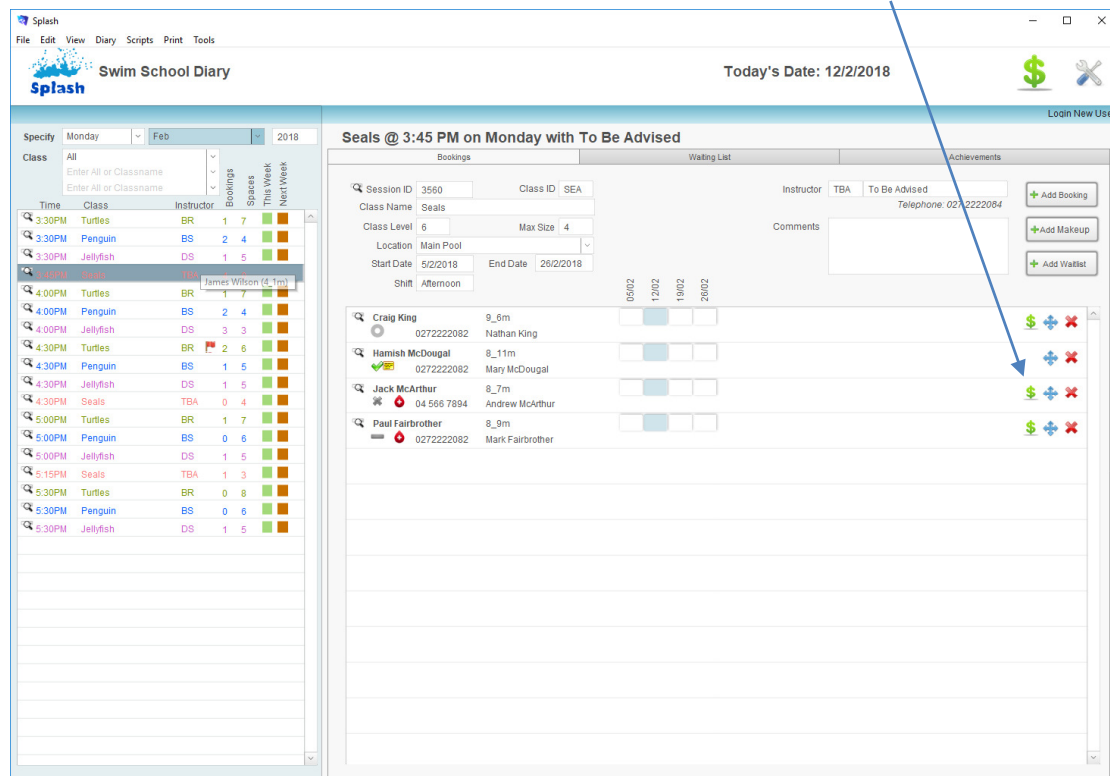 Splash
File Edit View Diary Scripts Print Tools
Splash
Swim School Diary
Today's Date: 12/2/2018
Login New Use
Specify Monday Feb 2018
Class All
Enter All or Classname
Enter All or Classname
Time Class Instructor Bookings Spaces This Week Next Week
3:30PM Turtles BR 1 7
3:30PM Penguin BS 2 4
3:30PM Jellyfish DS 1 5
James Wilson (4_1m)
4:00PM Turtles BR 1 7
4:00PM Penguin BS 2 4
4:00PM Jellyfish DS 3 3
4:30PM Turtles BR 2 6
4:30PM Penguin BS 1 5
4:30PM Jellyfish DS 1 5
4:30PM Seals TBA 0 4
5:00PM Turtles BR 1 7
5:00PM Penguin BS 0 6
5:00PM Jellyfish DS 1 5
5:15PM Seals TBA 1 3
5:30PM Turtles BR 0 8
5:30PM Penguin BS 0 6
5:30PM Jellyfish DS 1 5
Seals @ 3:45 PM on Monday with To Be Advised
Bookings Waiting List Achievements
Session ID 3560 Class ID SEA Instructor TBA To Be Advised
+ Add Booking
Class Name Seals Telephone: 027 2222084
Class Level 6 Max Size 4 Comments
+Add Makeup
Location Main Pool
Start Date 5/2/2018 End Date 26/2/2018
+ Add Waitlist
Shift Afternoon
05/02 12/02 19/02 26/02
Craig King 9_6m
0272222082 Nathan King
Hamish McDougal 8_11m
0272222082 Mary McDougal
Jack McArthur 8_7m
04 566 7894 Andrew McArthur
Paul Fairbrother 8_9m
0272222082 Mark Fairbrother